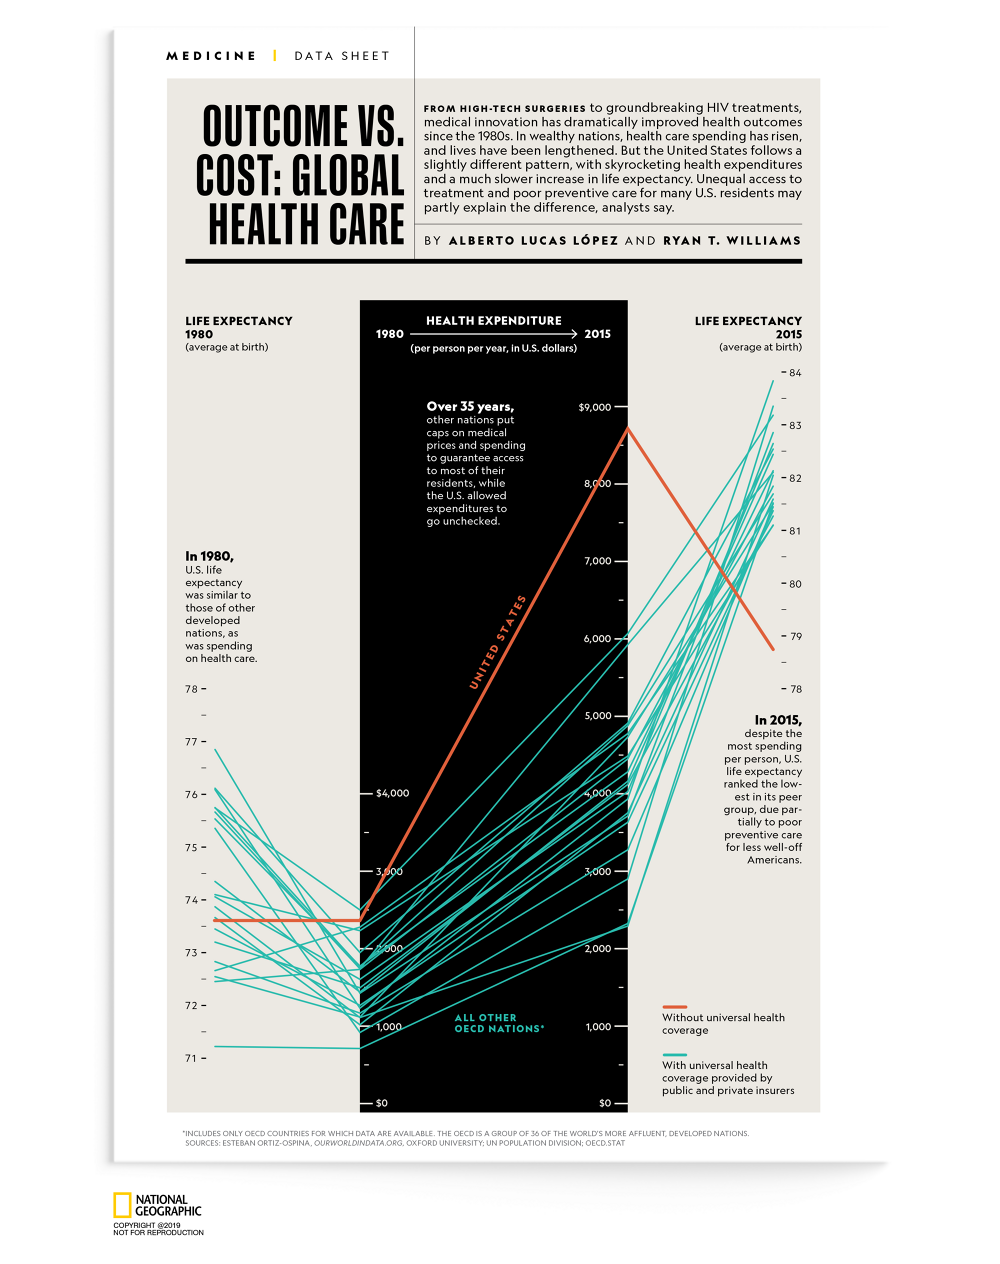 MEDICINE | DATA SHEET
OUTCOME VS.
COST: GLOBAL
HEALTH CARE
FROM HIGH-TECH SURGERIES to groundbreaking HIV treatments,
medical innovation has dramatically improved health outcomes
since the 1980s. In wealthy nations, health care spending has risen,
and lives have been lengthened. But the United States follows a
slightly different pattern, with skyrocketing health expenditures
and a much slower increase in life expectancy. Unequal access to
treatment and poor preventive care for many U.S. residents may
partly explain the difference, analysts say.
BY ALBERTO LUCAS LÓPEZ AND RYAN T. WILLIAMS
LIFE EXPECTANCY
1980
(average at birth)
HEALTH EXPENDITURE
1980 2015
(per person per year, in U.S. dollars)
LIFE EXPECTANCY
2015
(average at birth)
Over 35 years,
other nations put
caps on medical
prices and spending
to guarantee access
to most of their
residents, while
the U.S. allowed
expenditures to
go unchecked.
In 1980,
U.S. life
expectancy
was similar to
those of other
developed
nations, as
was spending
on health care.
78
77
76
75
74
73
72
71
$4,000
3,000
2,000
1,000
$0
UNITED STATES
ALL OTHER
OECD NATIONS*
$9,000
8,000
7,000
6,000
5,000
4,000
3,000
2,000
1,000
$0
84
83
82
81
80
79
78
In 2015,
despite the
most spending
per person, U.S.
life expectancy
ranked the low-
est in its peer
group, due par-
tially to poor
preventive care
for less well-off
Americans.
Without universal health
coverage
With universal health
coverage provided by
public and private insurers
*INCLUDES ONLY OECD COUNTRIES FOR WHICH DATA ARE AVAILABLE. THE OECD IS A GROUP OF 36 OF THE WORLD'S MORE AFFLUENT, DEVELOPED NATIONS.
SOURCES: ESTEBAN ORTIZ-OSPINA, OURWORLDINDATA.ORG, OXFORD UNIVERSITY; UN POPULATION DIVISION; OECD.STAT
NATIONAL
GEOGRAPHIC
COPYRIGHT @2019
NOT FOR REPRODUCTION